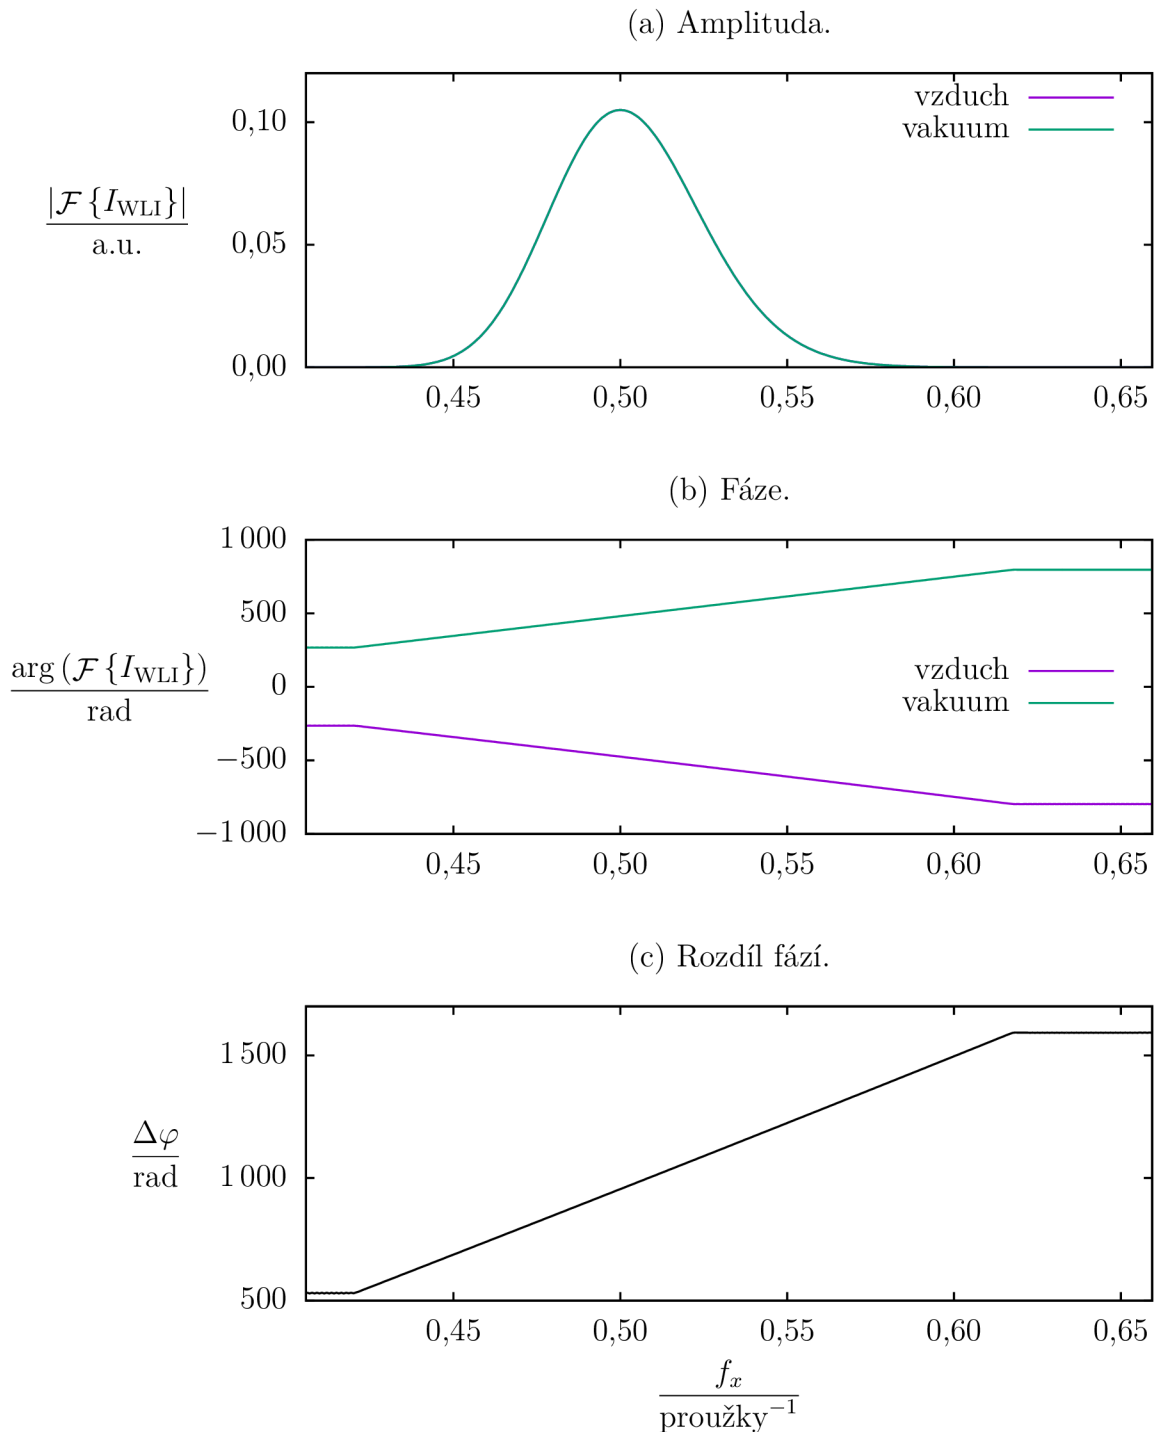 (a) Amplituda.
|ℱ {I_WLI}|
a.u.
0,10
0,05
0,00
vzduch
vakuum
0,45 0,50 0,55 0,60 0,65
(b) Fáze.
arg (ℱ {I_WLI})
rad
1 000
500
0
−500
−1 000
vzduch
vakuum
0,45 0,50 0,55 0,60 0,65
(c) Rozdíl fází.
Δφ
rad
1 500
1 000
500
0,45 0,50 0,55 0,60 0,65
f_x
proužky⁻¹